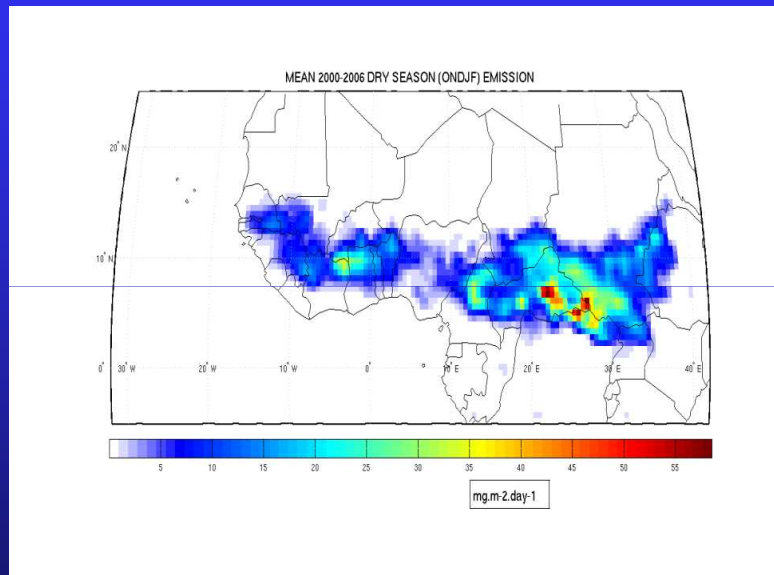 MEAN 2000-2006 DRY SEASON (ONDJF) EMISSION
20° N
10° N
0° 30° W 20° W 10° W 0° 10° E 20° E 30° E 40° E
5 10 15 20 25 30 35 40 45 50 55
mg.m-2.day-1